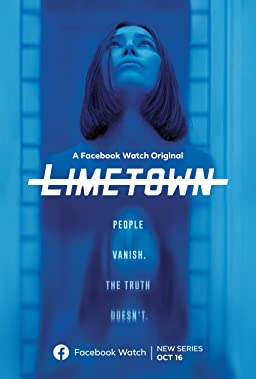 A Facebook Watch Original
LIMETOWN
PEOPLE
VANISH.
THE TRUTH
DOESN'T.
Facebook Watch
NEW SERIES
OCT 16